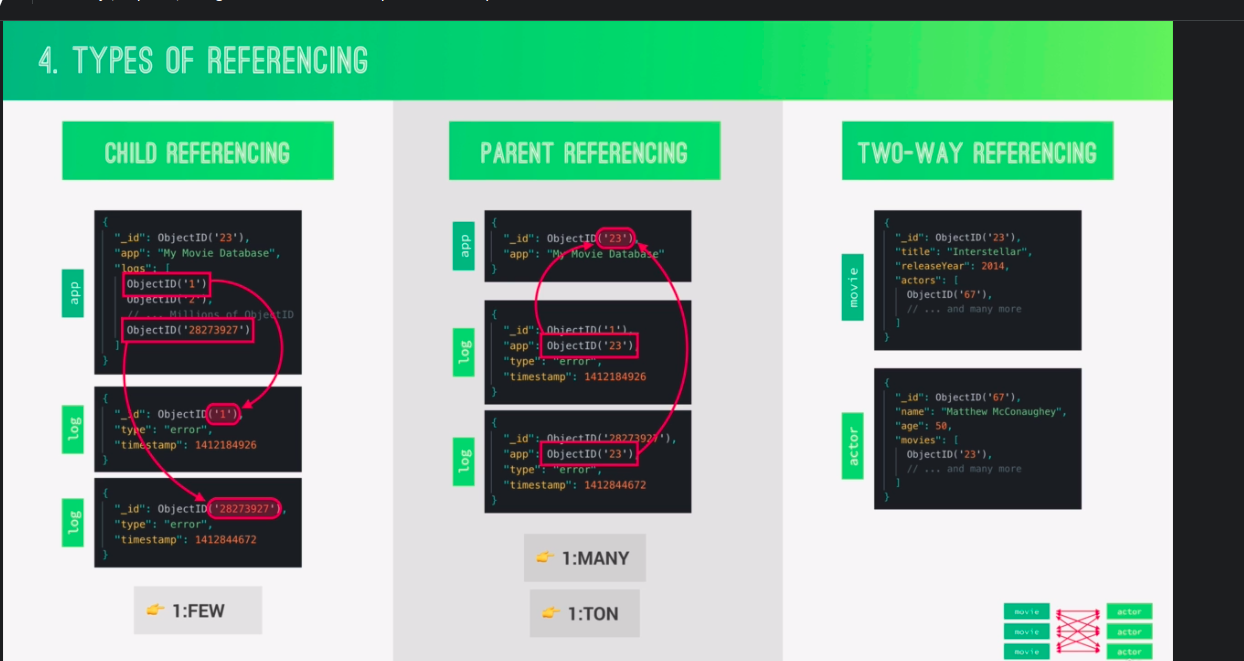 4. TYPES OF REFERENCING
CHILD REFERENCING
app
{
"_id": ObjectID('23'),
"app": "My Movie Database",
"logs": [
ObjectID('1')
ObjectID('2'),
// ... Millions of ObjectID
ObjectID('28273927')
]
}
log
{
"_id": ObjectID('1'),
"type": "error",
"timestamp": 1412184926
}
log
{
"_id": ObjectID('28273927'),
"type": "error",
"timestamp": 1412844672
}
👉 1:FEW
PARENT REFERENCING
app
{
"_id": ObjectID('23'),
"app": "My Movie Database"
}
log
{
"_id": ObjectID('1'),
"app": ObjectID('23'),
"type": "error",
"timestamp": 1412184926
}
log
{
"_id": ObjectID('28273927'),
"app": ObjectID('23'),
"type": "error",
"timestamp": 1412844672
}
👉 1:MANY
👉 1:TON
TWO-WAY REFERENCING
movie
{
"_id": ObjectID('23'),
"title": "Interstellar",
"releaseYear": 2014,
"actors": [
ObjectID('67'),
// ... and many more
]
}
actor
{
"_id": ObjectID('67'),
"name": "Matthew McConaughey",
"age": 50,
"movies": [
ObjectID('23'),
// ... and many more
]
}
movie actor
movie actor
movie actor